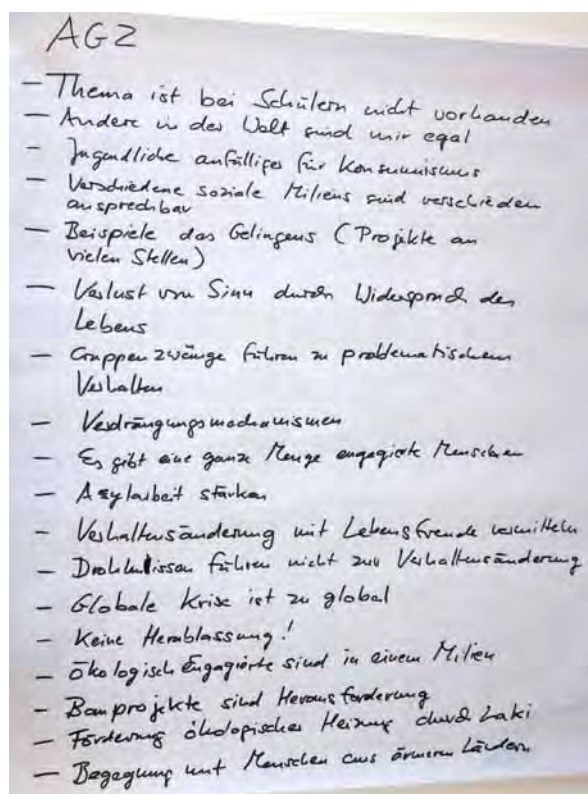 AG2
- Thema ist bei Schülern nicht vorhanden
- Andere in der Welt sind mir egal
- Jugendliche anfälliger für Konsumismus
- Verschiedene soziale Milieus sind verschieden
ansprechbar
- Beispiele des Gelingens (Projekte an
vielen Stellen)
- Verlust von Sinn durch Widerspruch des
Lebens
- Gruppenzwänge führen zu problematischem
Verhalten
- Verdrängungsmechanismen
- Es gibt eine ganze Menge engagierte Menschen
- Asylarbeit stärken
- Verhaltensänderung mit Lebensfreude vermitteln
- Drohkulissen führen nicht zur Verhaltensänderung
- Globale Krise ist zu global
- Keine Herablassung!
- Ökologisch Engagierte sind in einem Milieu
- Bauprojekte sind Herausforderung
- Förderung ökologischer Heizung durch Laki
- Begegnung mit Menschen aus ärmeren Ländern